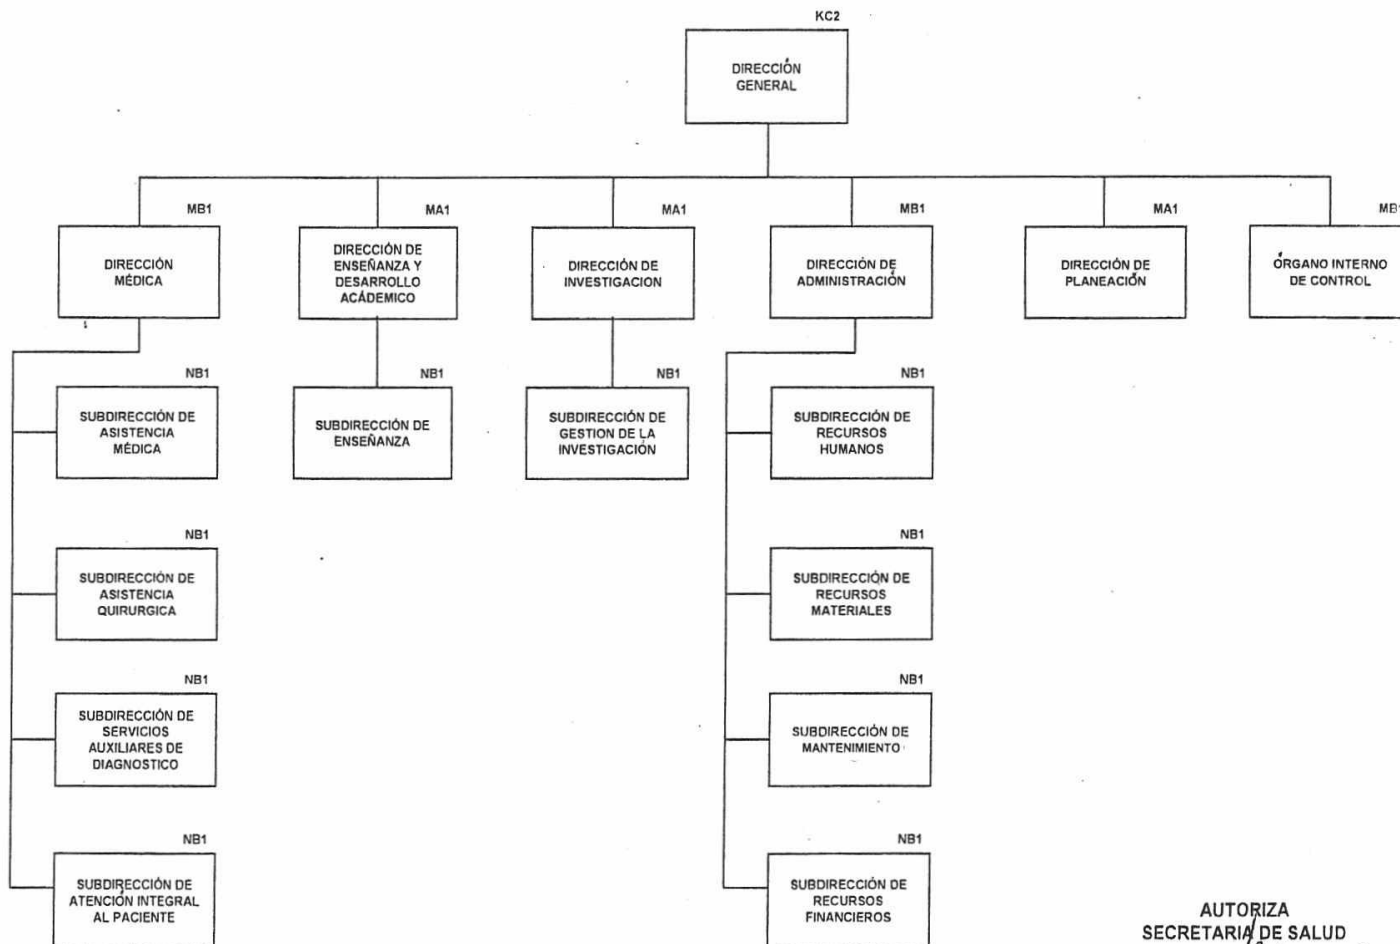 KC2
DIRECCIÓN
GENERAL
MB1
DIRECCIÓN
MÉDICA
MA1
DIRECCIÓN DE
ENSEÑANZA Y
DESARROLLO
ACÁDEMICO
MA1
DIRECCIÓN DE
INVESTIGACION
MB1
DIRECCIÓN DE
ADMINISTRACIÓN
MA1
DIRECCIÓN DE
PLANEACIÓN
MB1
ÓRGANO INTERNO
DE CONTROL
NB1
SUBDIRECCIÓN DE
ASISTENCIA
MÉDICA
NB1
SUBDIRECCIÓN DE
ENSEÑANZA
NB1
SUBDIRECCIÓN DE
GESTION DE LA
INVESTIGACIÓN
NB1
SUBDIRECCIÓN DE
RECURSOS
HUMANOS
NB1
SUBDIRECCIÓN DE
ASISTENCIA
QUIRURGICA
NB1
SUBDIRECCIÓN DE
RECURSOS
MATERIALES
NB1
SUBDIRECCIÓN DE
SERVICIOS
AUXILIARES DE
DIAGNOSTICO
NB1
SUBDIRECCIÓN DE
MANTENIMIENTO
NB1
SUBDIRECCIÓN DE
ATENCIÓN INTEGRAL
AL PACIENTE
NB1
SUBDIRECCIÓN DE
RECURSOS
FINANCIEROS
AUTORIZA
SECRETARIA DE SALUD